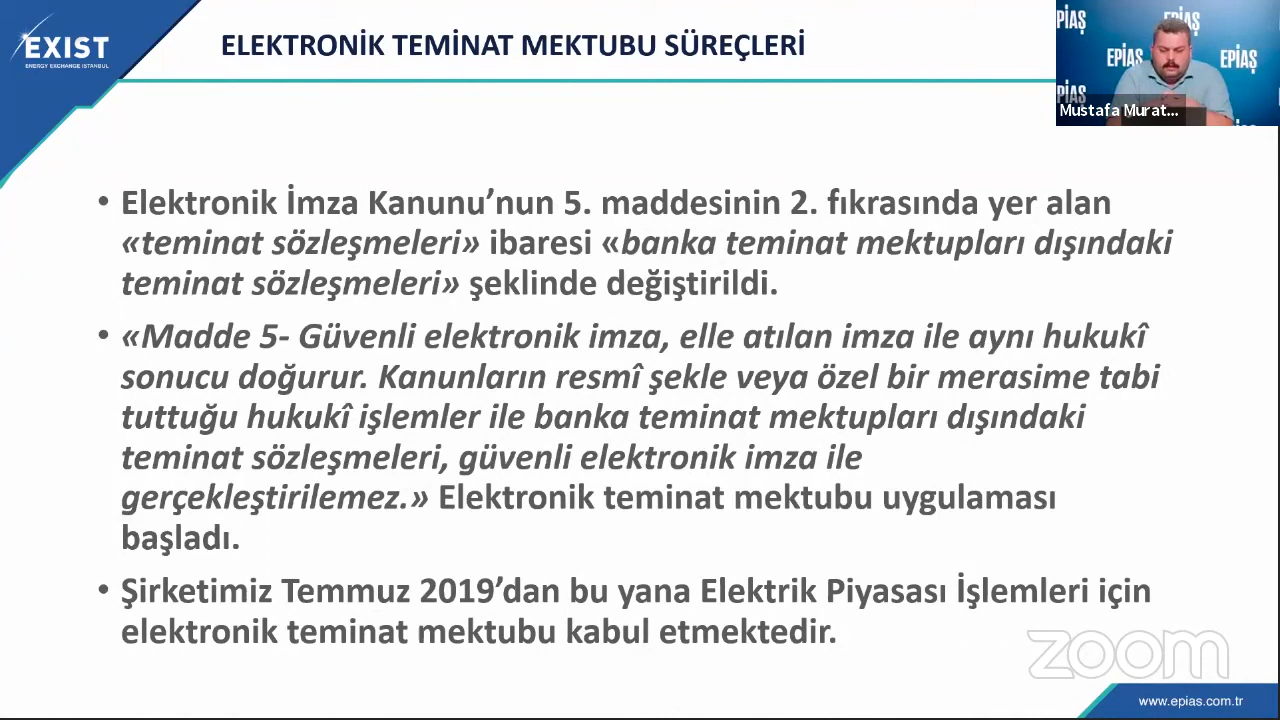 EXIST
ENERGY EXCHANGE ISTANBUL
ELEKTRONİK TEMİNAT MEKTUBU SÜREÇLERİ
EPİAŞ
EPİAŞ
EPİAŞ
EPİAŞ
EPİAŞ
Mustafa Murat...
• Elektronik İmza Kanunu’nun 5. maddesinin 2. fıkrasında yer alan
«teminat sözleşmeleri» ibaresi «banka teminat mektupları dışındaki
teminat sözleşmeleri» şeklinde değiştirildi.
• «Madde 5- Güvenli elektronik imza, elle atılan imza ile aynı hukukî
sonucu doğurur. Kanunların resmî şekle veya özel bir merasime tabi
tuttuğu hukukî işlemler ile banka teminat mektupları dışındaki
teminat sözleşmeleri, güvenli elektronik imza ile
gerçekleştirilemez.» Elektronik teminat mektubu uygulaması
başladı.
• Şirketimiz Temmuz 2019’dan bu yana Elektrik Piyasası İşlemleri için
elektronik teminat mektubu kabul etmektedir.
zoom
www.epias.com.tr